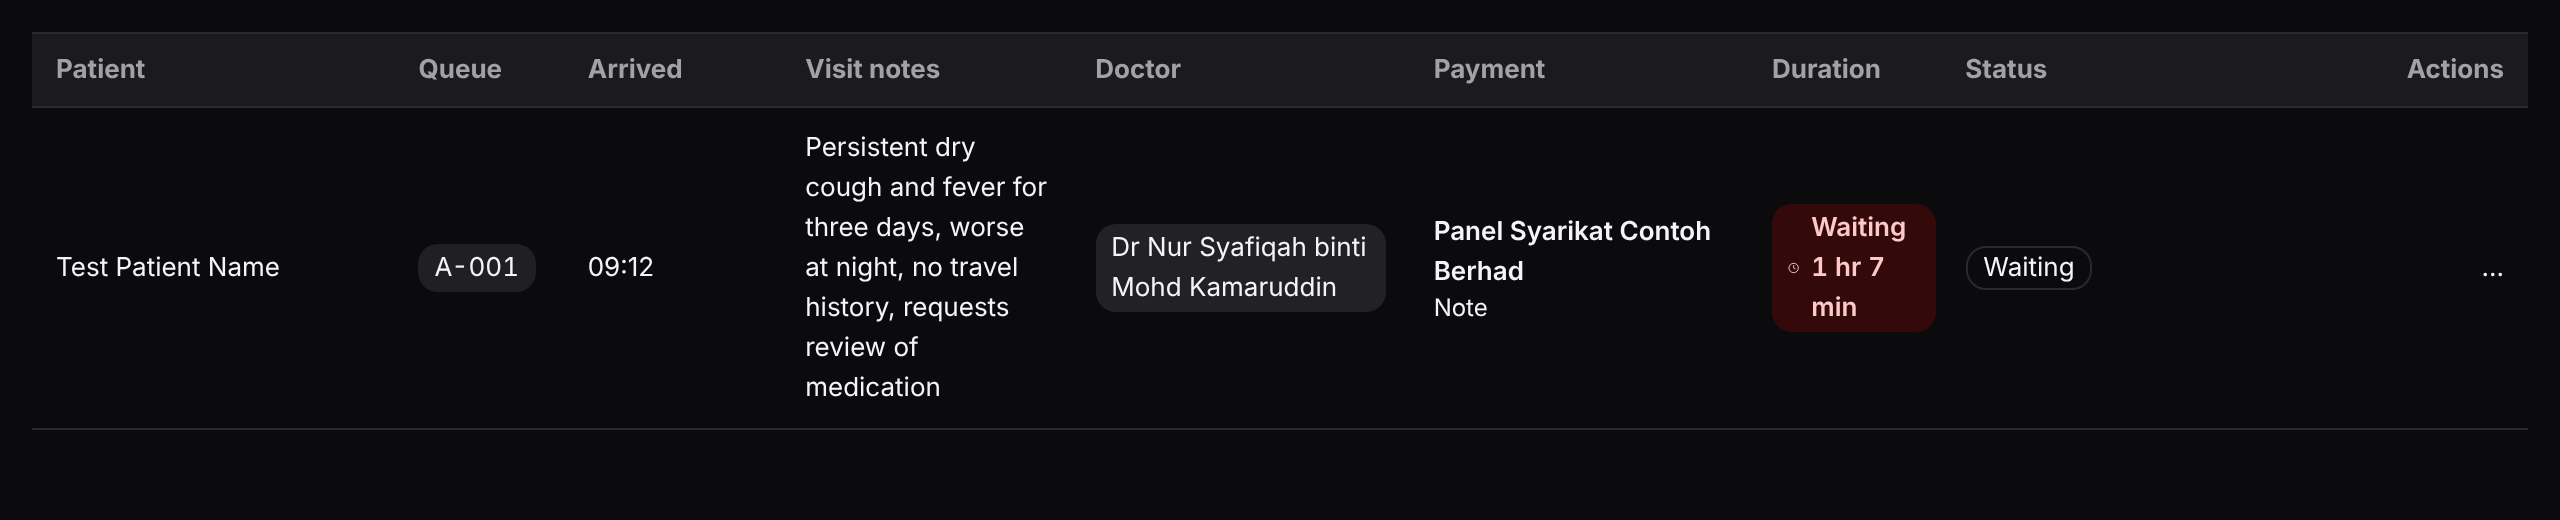 Patient Queue Arrived Visit notes Doctor Payment Duration Status Actions
Test Patient Name
A-001
09:12
Persistent dry
cough and fever for
three days, worse
at night, no travel
history, requests
review of
medication
Dr Nur Syafiqah binti
Mohd Kamaruddin
Panel Syarikat Contoh
Berhad
Note
Waiting
1 hr 7
min
Waiting
...